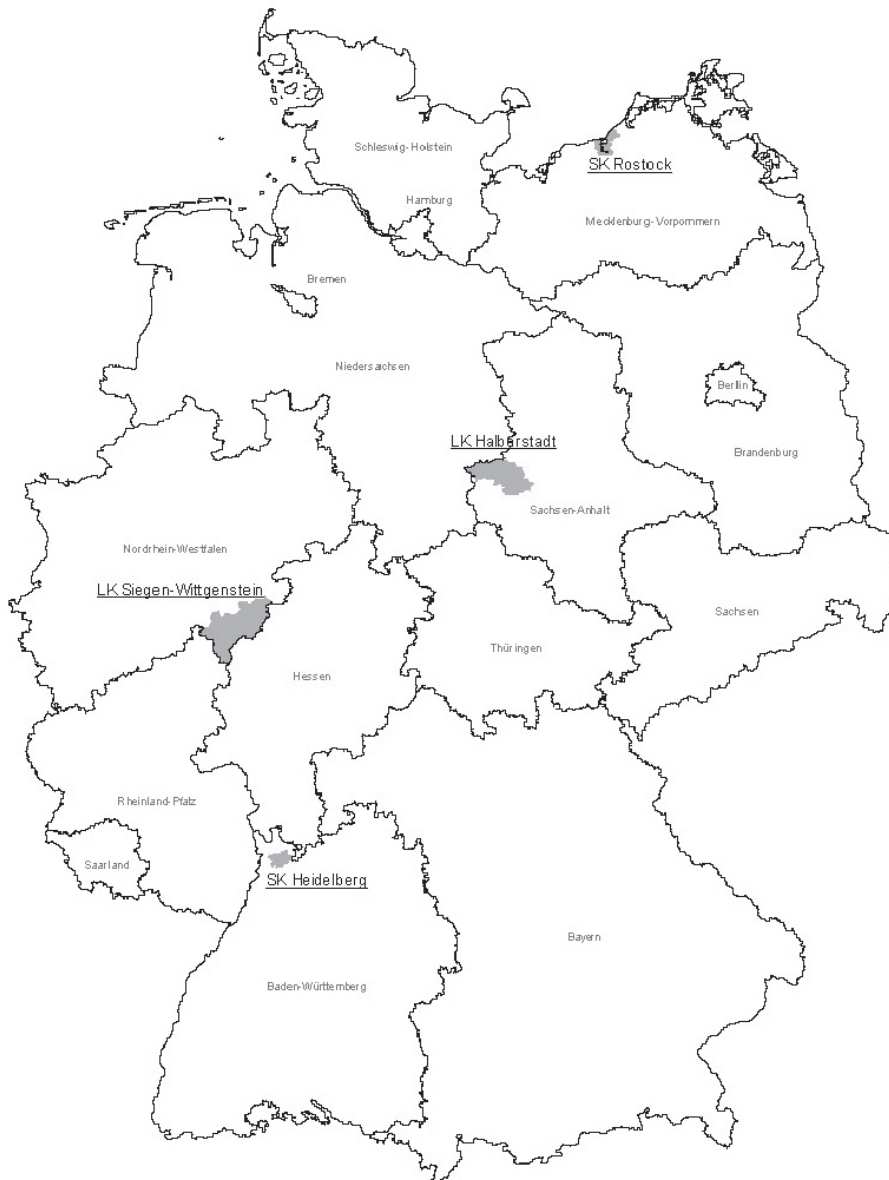 Schleswig-Holstein
SK Rostock
Hamburg
Mecklenburg-Vorpommern
Bremen
Niedersachsen
Berlin
LK Halberstadt
Brandenburg
Sachsen-Anhalt
Nordrhein-Westfalen
LK Siegen-Wittgenstein
Sachsen
Thüringen
Hessen
Rheinland-Pfalz
Saarland
SK Heidelberg
Bayern
Baden-Württemberg